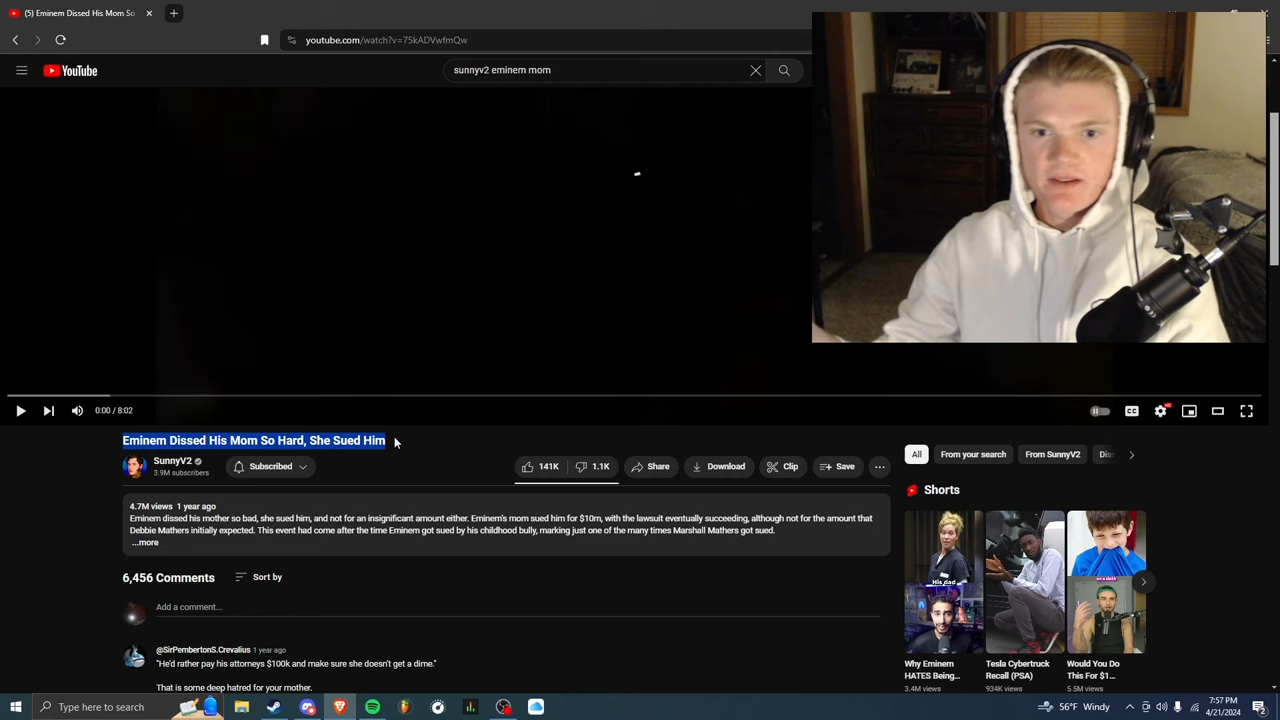 (5) Eminem Dissed His Mom So
youtube.com/watch?v=75kADVwfmQw
YouTube
sunnyv2 eminem mom
0:00 / 8:02
CC
HD
Eminem Dissed His Mom So Hard, She Sued Him
SunnyV2
3.9M subscribers
Subscribed
141K
1.1K
Share
Download
Clip
Save
All
From your search
From SunnyV2
4.7M views 1 year ago
Eminem dissed his mother so bad, she sued him, and not for an insignificant amount either. Eminem's mom sued him for $10m, with the lawsuit eventually succeeding, although not for the amount that
Debbie Mathers initially expected. This event had come after the time Eminem got sued by his childhood bully, making just one of the many times Marshall Mathers got sued.
...more
Shorts
His dad
6,456 Comments
Sort by
Add a comment...
@SirPembertonS.Crevalius 1 year ago
"He'd rather pay his attorneys $100k and make sure she doesn't get a dime."
That is some deep hatred for your mother.
Why Eminem
HATES Being...
3.4M views
Tesla Cybertruck
Recall (PSA)
934K views
Would You Do
This For $1...
5.5M views
Type here to search
56°F Windy
7:57 PM
4/21/2024
2